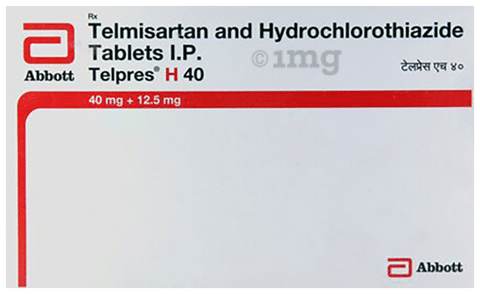 Rx
Telmisartan and Hydrochlorothiazide
Tablets I.P.
Telpres® H 40
टेलप्रेस एच ४०
Abbott
40 mg + 12.5 mg
©1mg
Abbott